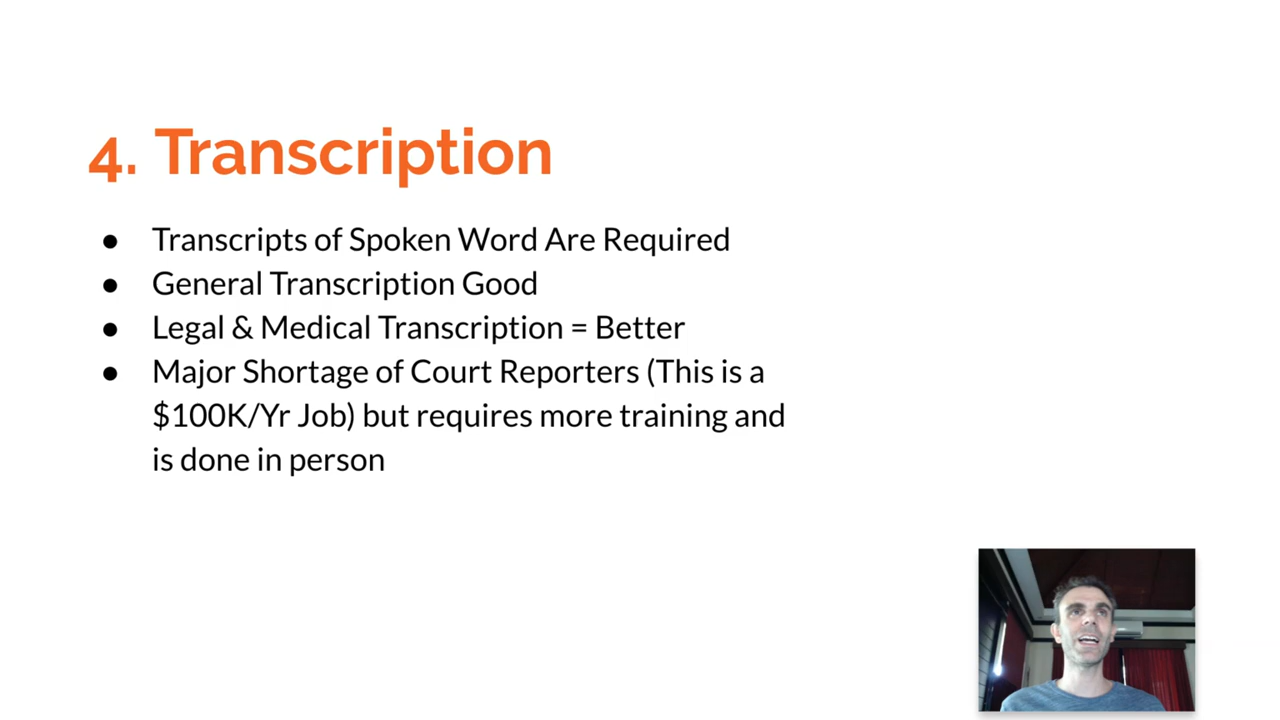 4. Transcription
● Transcripts of Spoken Word Are Required
● General Transcription Good
● Legal & Medical Transcription = Better
● Major Shortage of Court Reporters (This is a
$100K/Yr Job) but requires more training and
is done in person